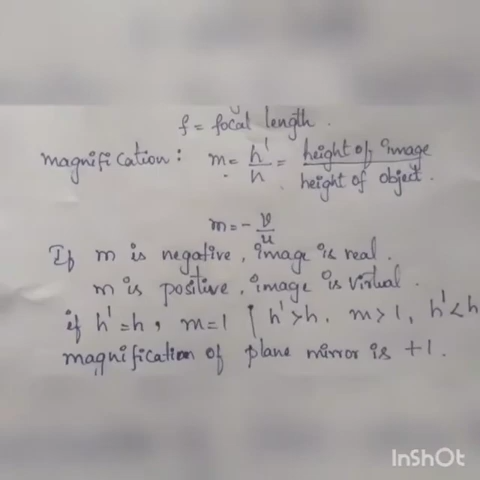 f = focal length.
magnification: m = h'/h = height of image/height of object.
m = - v/u
If m is negative, image is real.
m is positive, image is virtual.
if h' = h, m = 1 | h' > h, m > 1, h' < h
magnification of plane mirror is +1.
InShOt